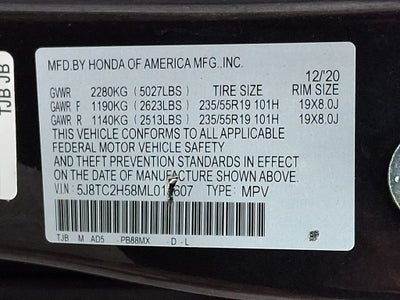 MFD.BY HONDA OF AMERICA MFG.,INC.
12/'20
GVWR 2280KG (5027LBS) TIRE SIZE RIM SIZE
GAWR F 1190KG (2623LBS) 235/55R19 101H 19X8.0J
GAWR R 1140KG (2513LBS) 235/55R19 101H 19X8.0J
THIS VEHICLE CONFORMS TO ALL APPLICABLE
FEDERAL MOTOR VEHICLE SAFETY
AND THEFT PREVENTION STANDARDS IN EFFECT
ON THE DATE OF MANUFACTURE SHOWN ABOVE.
V.I.N: TYPE: MPV
TJB M AD5 PB88MX D-L
TJB JB